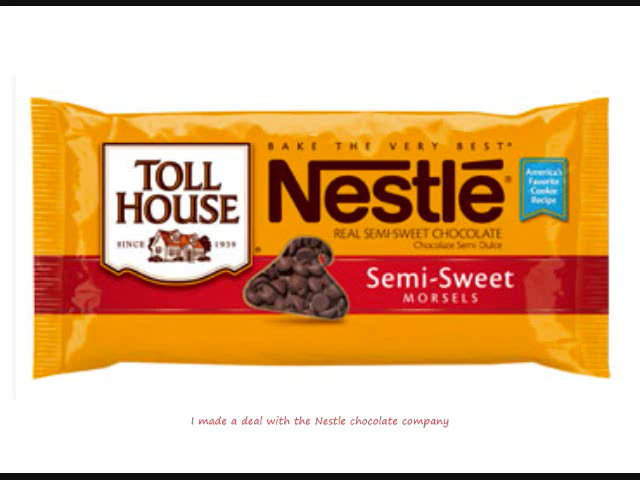 BAKE THE VERY BEST®
TOLL
HOUSE®
SINCE 1939
Nestlé®
America's
Favorite
Cookie
Recipe
REAL SEMI-SWEET CHOCOLATE
Chocolate Semi Dulce
Semi-Sweet
MORSELS
I made a deal with the Nestle chocolate company